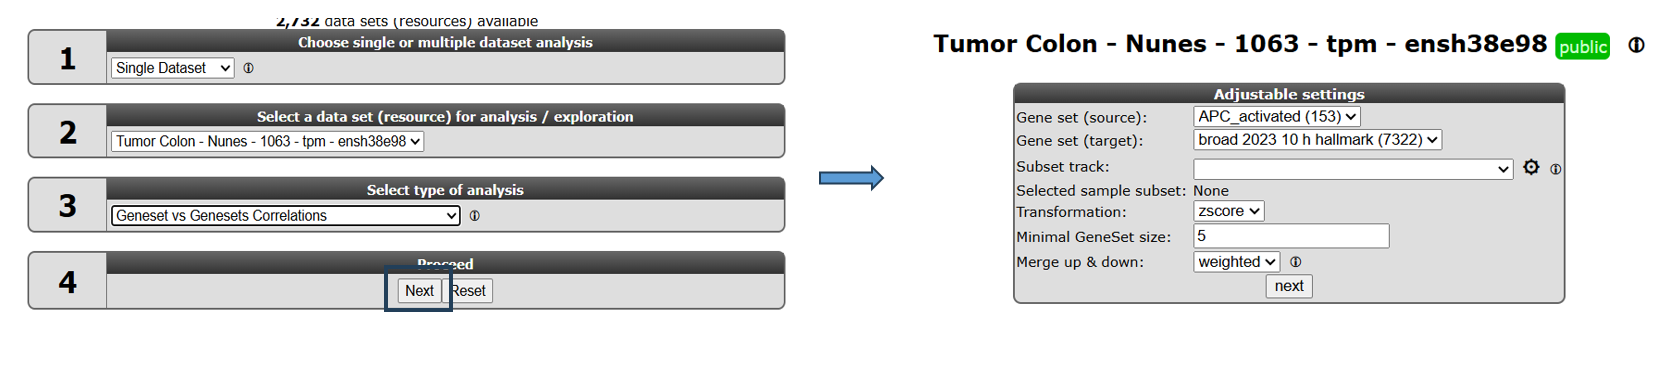 2,732 data sets (resources) available
1
Choose single or multiple dataset analysis
Single Dataset
2
Select a data set (resource) for analysis / exploration
Tumor Colon - Nunes - 1063 - tpm - ensh38e98
3
Select type of analysis
Geneset vs Genesets Correlations
4
Proceed
Next Reset
Tumor Colon - Nunes - 1063 - tpm - ensh38e98 public
Adjustable settings
Gene set (source): APC_activated (153)
Gene set (target): broad 2023 10 h hallmark (7322)
Subset track:
Selected sample subset: None
Transformation: zscore
Minimal GeneSet size: 5
Merge up & down: weighted
next